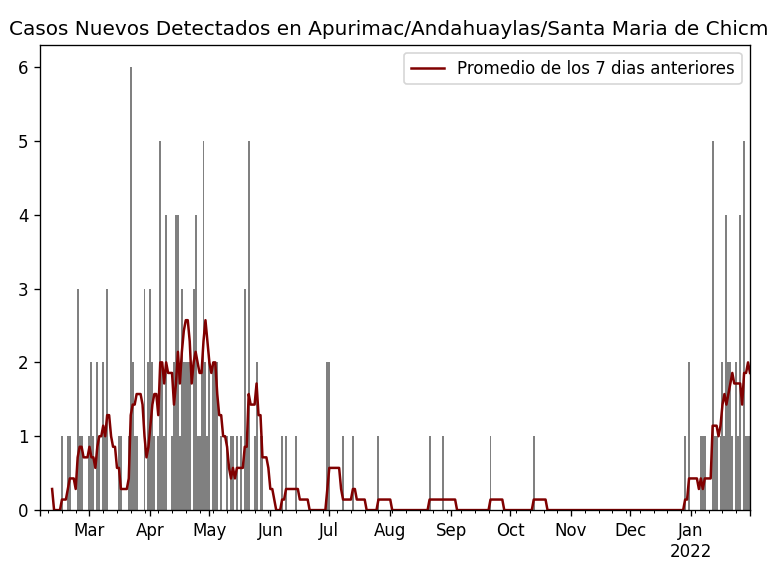 Casos Nuevos Detectados en Apurimac/Andahuaylas/Santa Maria de Chicm
Promedio de los 7 dias anteriores
6
5
4
3
2
1
0
Mar Apr May Jun Jul Aug Sep Oct Nov Dec Jan
2022